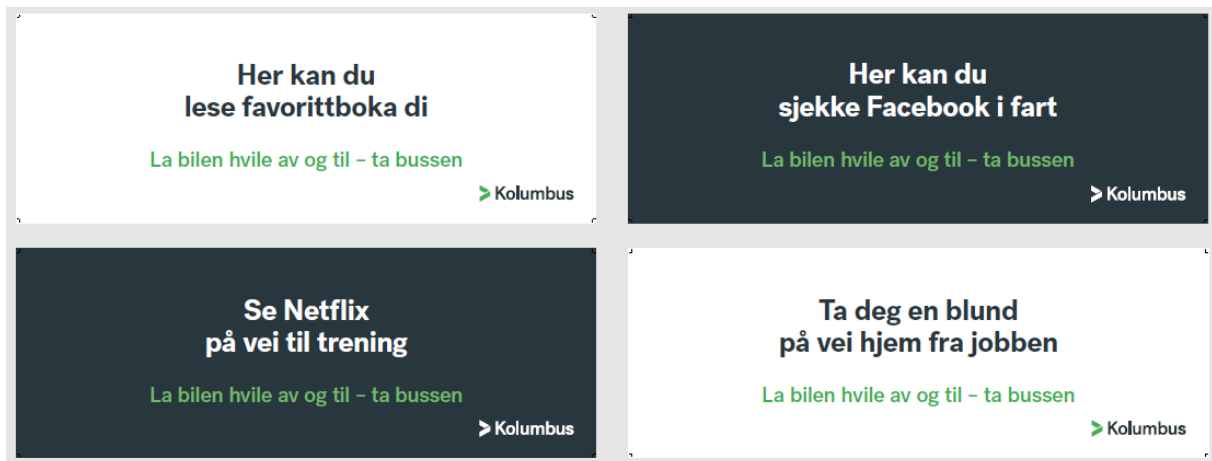 Her kan du
lese favorittboka di
La bilen hvile av og til – ta bussen
Kolumbus
Her kan du
sjekke Facebook i fart
La bilen hvile av og til – ta bussen
Kolumbus
Se Netflix
på vei til trening
La bilen hvile av og til – ta bussen
Kolumbus
Ta deg en blund
på vei hjem fra jobben
La bilen hvile av og til – ta bussen
Kolumbus